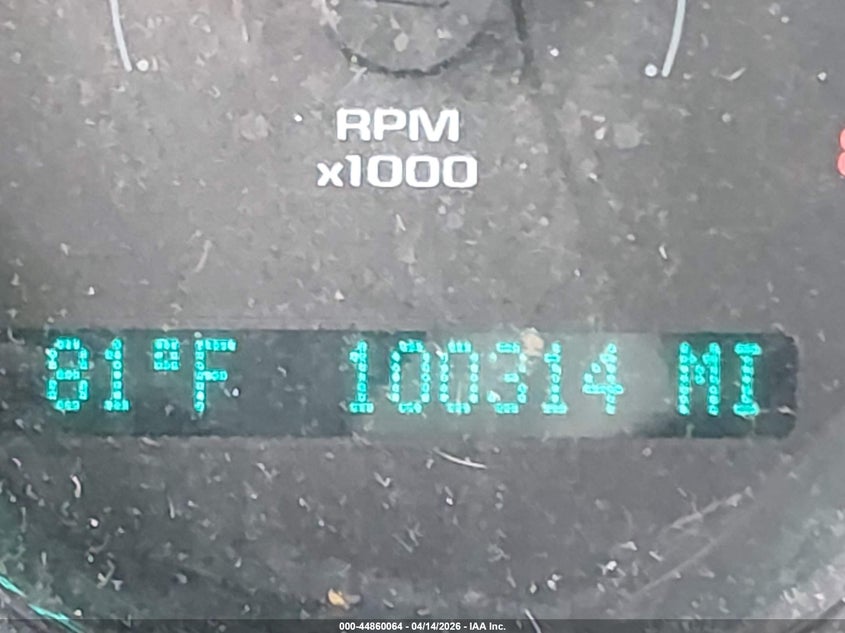 RPM
x1000
81°F 100314 MI
000-44860064 - 04/14/2026 - IAA Inc.